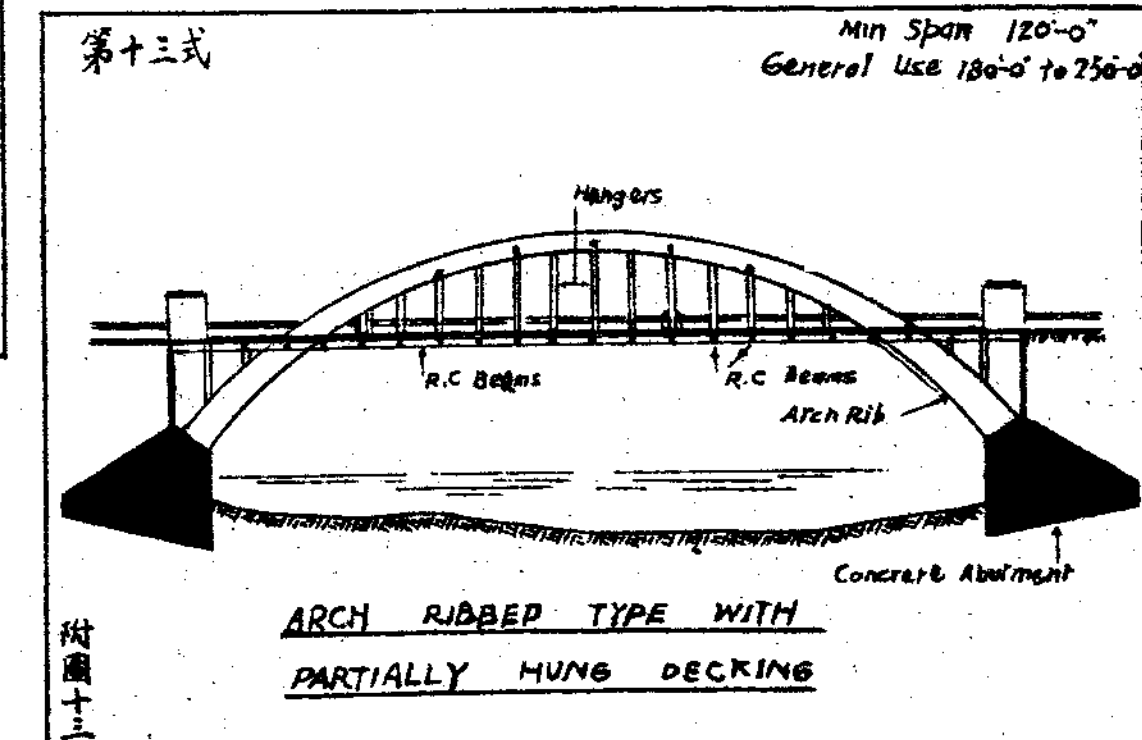 第十三式
Min Span 120'-0"
General Use 180'-0" to 250'-0"
Hangers
R.C Beams
R.C Beams
Arch Rib
Concrete Abutment
ARCH RIBBED TYPE WITH
PARTIALLY HUNG DECKING
附圖十三